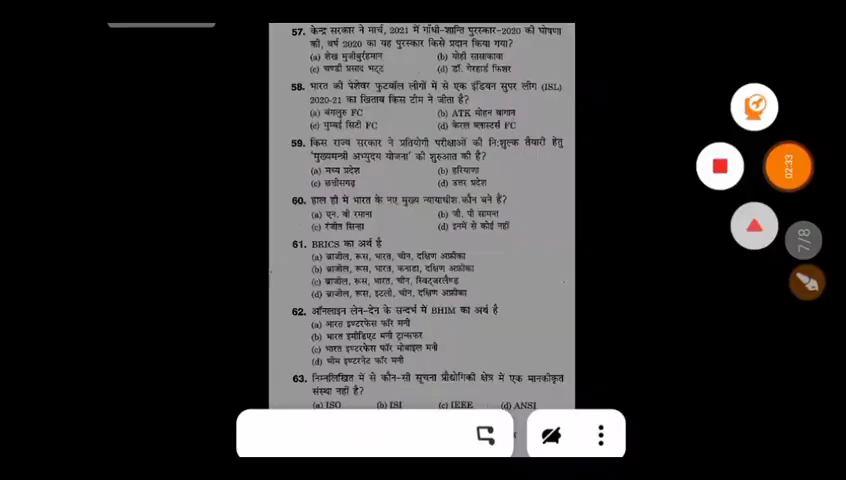 57. केन्द्र सरकार ने मार्च, 2021 में गाँधी-शान्ति पुरस्कार-2020 की घोषणा
की, वर्ष 2020 का यह पुरस्कार किसे प्रदान किया गया?
(a) शेख मुजीबुर्रहमान (b) योही सासाकावा
(c) चण्डी प्रसाद भट्ट (d) डॉ. गेरहार्ड फिशर
58. भारत की पेशेवर फुटबॉल लीगों में से एक इंडियन सुपर लीग (ISL)
2020-21 का खिताब किस टीम ने जीता है?
(a) बंगलुरु FC (b) ATK मोहन बागान
(c) मुम्बई सिटी FC (d) केरल ब्लास्टर्स FC
59. किस राज्य सरकार ने प्रतियोगी परीक्षाओं की नि:शुल्क तैयारी हेतु
'मुख्यमन्त्री अभ्युदय योजना' की शुरुआत की है?
(a) मध्य प्रदेश (b) हरियाणा
(c) छत्तीसगढ़ (d) उत्तर प्रदेश
60. हाल ही में भारत के नए मुख्य न्यायाधीश कौन बने है?
(a) एन. वी रमाना (b) जी. पी सामना
(c) रंजीत सिन्हा (d) इनमें से कोई नहीं
61. BRICS का अर्थ है
(a) ब्राजील, रूस, भारत, चीन, दक्षिण अफ्रीका
(b) ब्राजील, रूस, भारत, कनाडा, दक्षिण अफ्रीका
(c) ब्राजील, रूस, भारत, चीन, स्विट्जरलैण्ड
(d) ब्राजील, रूस, इटली, चीन, दक्षिण अफ्रीका
62. ऑनलाइन लेन-देन के सन्दर्भ में BHIM का अर्थ है
(a) भारत इण्टरफेस फॉर मनी
(b) भारत इमीडिएट मनी ट्रान्सफर
(c) भारत इण्टरफेस फॉर मोबाइल मनी
(d) भीम इण्टरनेट फॉर मनी
63. निम्नलिखित में से कौन-सी सूचना प्रौद्योगिकी क्षेत्र में एक मानकीकृत
संस्था नहीं है?
(a) ISO (b) ISI (c) IEEE (d) ANSI
02:33
7/8